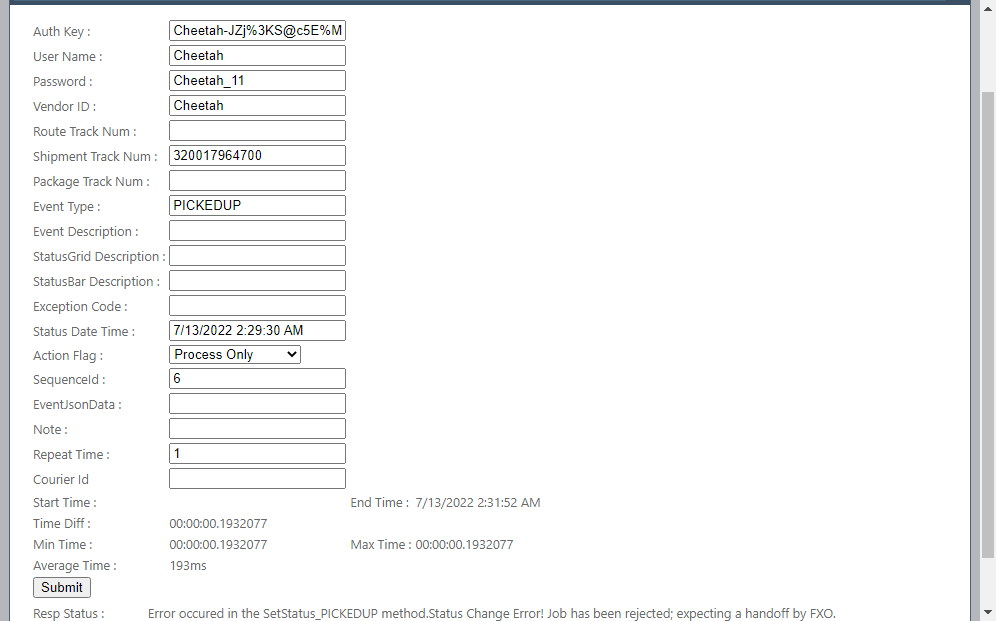 Auth Key : Cheetah-JZj%3KS@c5E%M
User Name : Cheetah
Password : Cheetah_11
Vendor ID : Cheetah
Route Track Num :
Shipment Track Num : 320017964700
Package Track Num :
Event Type : PICKEDUP
Event Description :
StatusGrid Description :
StatusBar Description :
Exception Code :
Status Date Time : 7/13/2022 2:29:30 AM
Action Flag : Process Only
SequenceId : 6
EventJsonData :
Note :
Repeat Time : 1
Courier Id
Start Time : End Time : 7/13/2022 2:31:52 AM
Time Diff : 00:00:00.1932077
Min Time : 00:00:00.1932077 Max Time : 00:00:00.1932077
Average Time : 193ms
Submit
Resp Status : Error occured in the SetStatus_PICKEDUP method.Status Change Error! Job has been rejected; expecting a handoff by FXO.